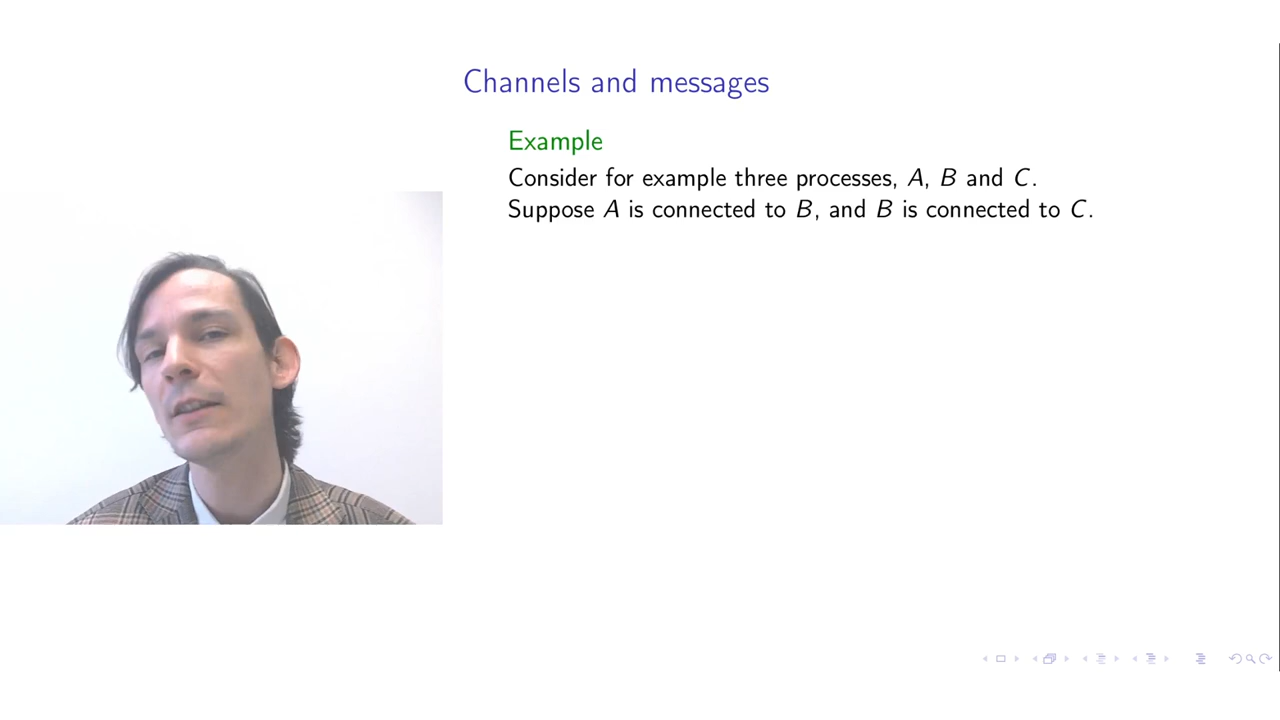 Channels and messages
Example
Consider for example three processes, A, B and C.
Suppose A is connected to B, and B is connected to C.